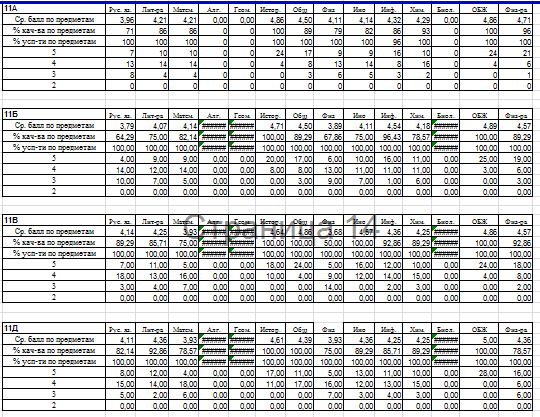 11А Рус. яз. Лит-ра Матем. Алг. Геом. Истор. Общ Физ Ино Инф. Хим. Биол. ОБЖ Физ-ра
Ср. балл по предметам 3,96 4,21 4,21 0,00 0,00 4,86 4,50 4,11 4,14 4,32 4,29 0,00 4,86 4,71
% кач-ва по предметам 71 86 86 0 0 100 89 79 82 86 93 0 100 96
% усп-ти по предметам 100 100 100 0 0 100 100 100 100 96 100 0 100 100
5 7 10 10 0 0 24 17 9 9 16 10 0 24 21
4 13 14 14 0 0 4 8 13 14 8 16 0 4 6
3 8 4 4 0 0 0 3 6 5 3 2 0 0 1
2 0 0 0 0 0 0 0 0 0 0 0 0 0
11Б Рус. яз. Лит-ра Матем. Алг. Геом. Истор. Общ Физ Ино Инф. Хим. Биол. ОБЖ Физ-ра
Ср. балл по предметам 3,79 4,07 4,14 ###### ###### 4,71 4,50 3,89 4,11 4,54 4,18 ###### 4,89 4,57
% кач-ва по предметам 64,29 75,00 82,14 ###### ###### 100,00 89,29 67,86 75,00 96,43 78,57 ###### 100,00 89,29
% усп-ти по предметам 100,00 100,00 100,00 ###### ###### 100,00 100,00 100,00 100,00 100,00 100,00 ###### 100,00 100,00
5 4,00 9,00 9,00 0,00 0,00 20,00 17,00 6,00 10,00 16,00 11,00 0,00 25,00 19,00
4 14,00 12,00 14,00 0,00 0,00 8,00 8,00 13,00 11,00 11,00 11,00 0,00 3,00 6,00
3 10,00 7,00 5,00 0,00 0,00 0,00 3,00 9,00 7,00 1,00 6,00 0,00 0,00 3,00
2 0,00 0,00 0,00 0,00 0,00 0,00 0,00 0,00 0,00 0,00 0,00 0,00 0,00 0,00
Страница 14
11В Рус. яз. Лит-ра Матем. Алг. Геом. Истор. Общ Физ Ино Инф. Хим. Биол. ОБЖ Физ-ра
Ср. балл по предметам 4,14 4,25 3,93 ###### ###### 4,64 4,86 3,68 4,57 4,36 4,25 ###### 4,86 4,57
% кач-ва по предметам 89,29 85,71 75,00 ###### ###### 100,00 100,00 50,00 100,00 92,86 89,29 ###### 100,00 92,86
% усп-ти по предметам 100,00 100,00 100,00 ###### ###### 100,00 100,00 100,00 100,00 100,00 100,00 ###### 100,00 100,00
5 7,00 11,00 5,00 0,00 0,00 18,00 24,00 5,00 16,00 12,00 10,00 0,00 24,00 18,00
4 18,00 13,00 16,00 0,00 0,00 10,00 4,00 9,00 12,00 14,00 15,00 0,00 4,00 8,00
3 3,00 4,00 7,00 0,00 0,00 0,00 0,00 14,00 0,00 2,00 3,00 0,00 0,00 2,00
2 0,00 0,00 0,00 0,00 0,00 0,00 0,00 0,00 0,00 0,00 0,00 0,00 0,00 0,00
11Д Рус. яз. Лит-ра Матем. Алг. Геом. Истор. Общ Физ Ино Инф. Хим. Биол. ОБЖ Физ-ра
Ср. балл по предметам 4,11 4,36 3,93 ###### ###### 4,61 4,39 3,93 4,36 4,25 4,25 ###### 5,00 4,36
% кач-ва по предметам 82,14 92,86 78,57 ###### ###### 100,00 100,00 75,00 89,29 85,71 89,29 ###### 100,00 78,57
% усп-ти по предметам 100,00 100,00 100,00 ###### ###### 100,00 100,00 100,00 100,00 100,00 100,00 ###### 100,00 100,00
5 8,00 12,00 4,00 0,00 0,00 17,00 11,00 5,00 13,00 11,00 10,00 0,00 28,00 16,00
4 15,00 14,00 18,00 0,00 0,00 11,00 17,00 16,00 12,00 13,00 15,00 0,00 0,00 6,00
3 5,00 2,00 6,00 0,00 0,00 0,00 0,00 7,00 3,00 4,00 3,00 0,00 0,00 6,00
2 0,00 0,00 0,00 0,00 0,00 0,00 0,00 0,00 0,00 0,00 0,00 0,00 0,00 0,00